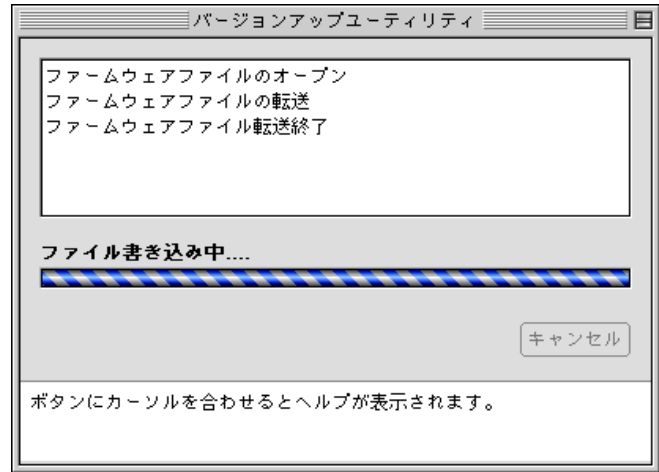 バージョンアップユーティリティ
ファームウェアファイルのオープン
ファームウェアファイルの転送
ファームウェアファイル転送終了
ファイル書き込み中....
キャンセル
ボタンにカーソルを合わせるとヘルプが表示されます。